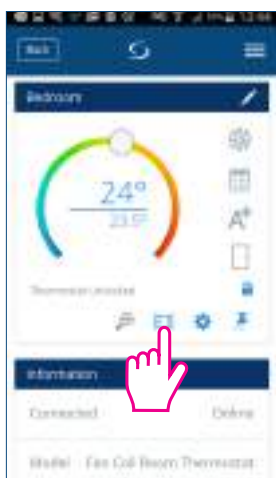 Back
Bedroom
24°
23.5°
A
Thermostat unlocked
Information
Connected Online
Model Fan Coil Room Thermostat